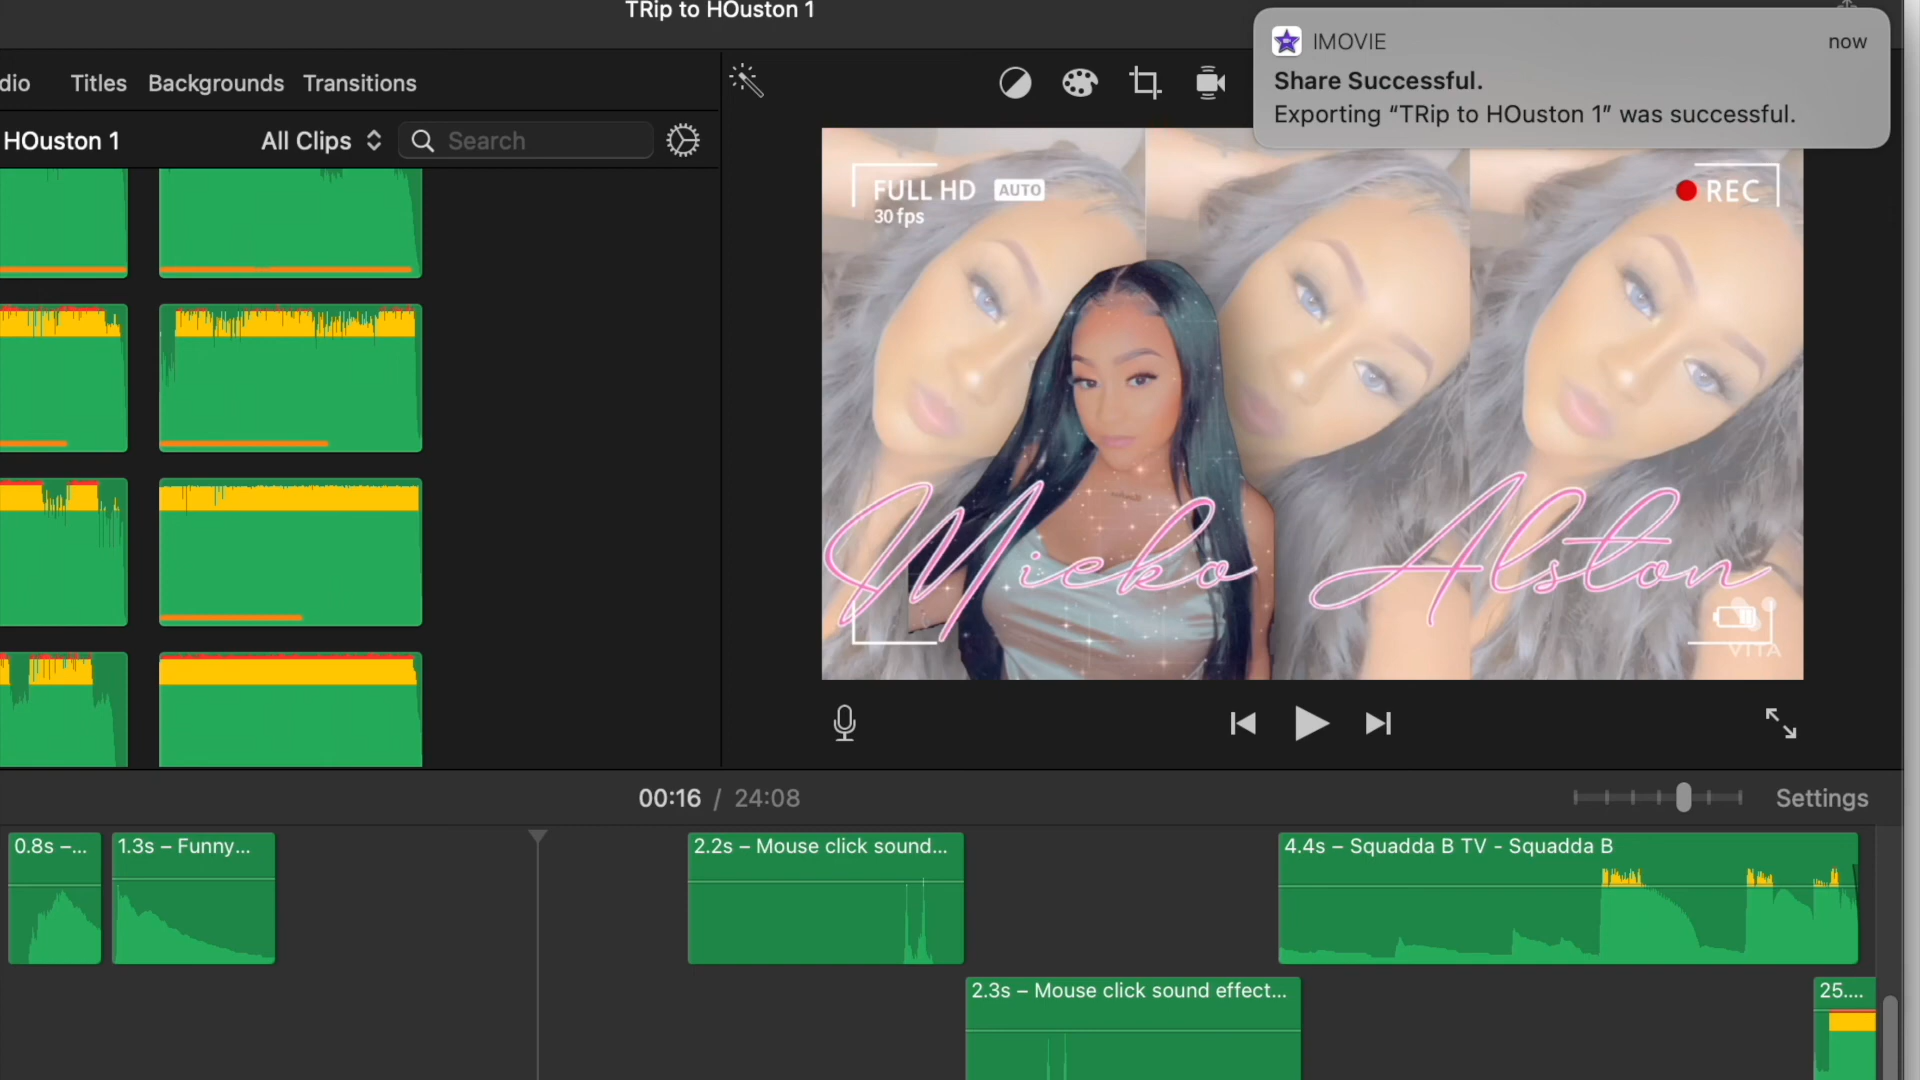 TRip to HOuston 1
IMOVIE
now
Share Successful.
Exporting “TRip to HOuston 1” was successful.
dio
Titles
Backgrounds
Transitions
HOuston 1
All Clips
Search
FULL HD
AUTO
30 fps
REC
Mieko Alston
VITA
00:16 / 24:08
Settings
0.8s –...
1.3s – Funny...
2.2s – Mouse click sound...
4.4s – Squadda B TV - Squadda B
2.3s – Mouse click sound effect...
25....